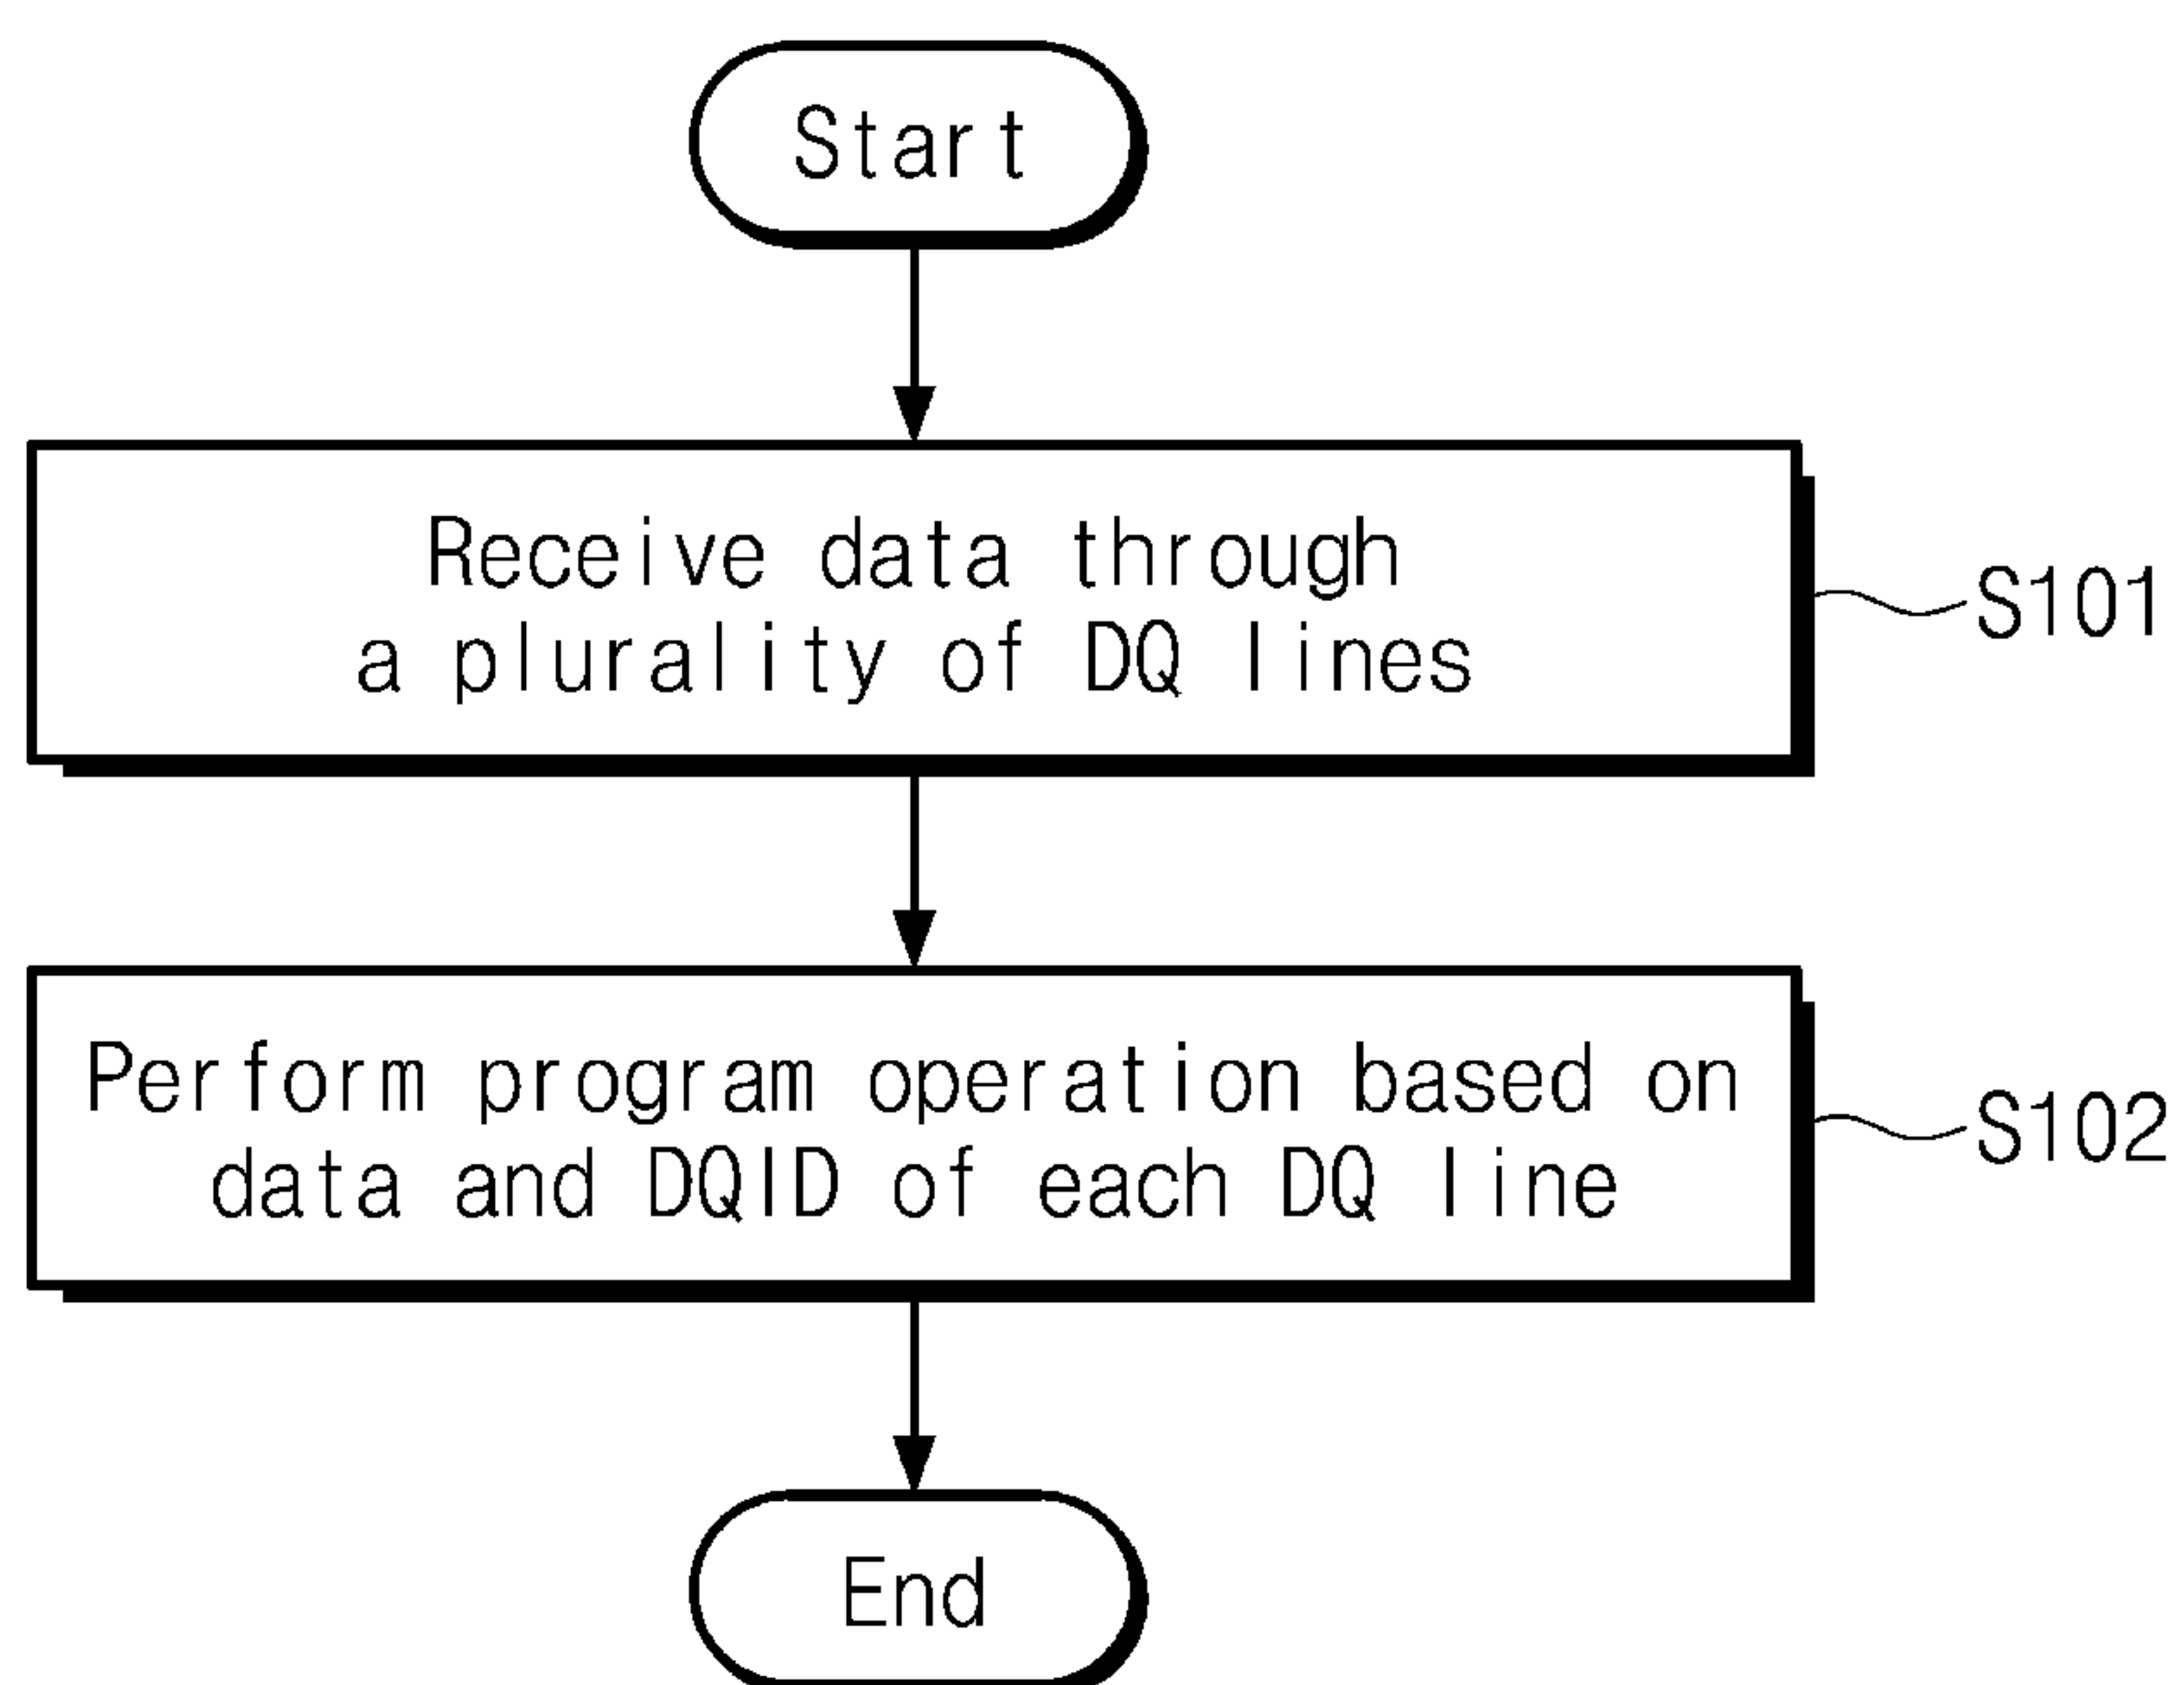 Start
Receive data through
a plurality of DQ lines
S101
Perform program operation based on
data and DQID of each DQ line
S102
End